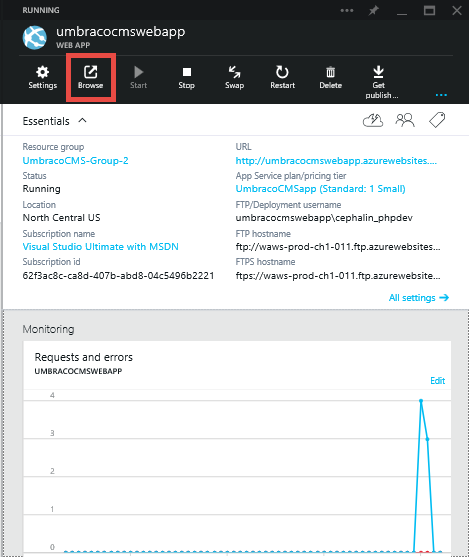 RUNNING
umbracocmswebapp
WEB APP
Settings
Browse
Start
Stop
Swap
Restart
Delete
Get
publish...
Essentials
Resource group
UmbracoCMS-Group-2
URL
http://umbracocmswebapp.azurewebsites....
Status
Running
App Service plan/pricing tier
UmbracoCMSapp (Standard: 1 Small)
Location
North Central US
FTP/Deployment username
umbracocmswebapp\cephalin_phpdev
Subscription name
Visual Studio Ultimate with MSDN
FTP hostname
ftp://waws-prod-ch1-011.ftp.azurewebsites...
Subscription id
62f3ac8c-ca8d-407b-abd8-04c5496b2221
FTPS hostname
ftps://waws-prod-ch1-011.ftp.azurewebsite...
All settings
Monitoring
Requests and errors
UMBRACOCMSWEBAPP
Edit
4
3
2
1
0